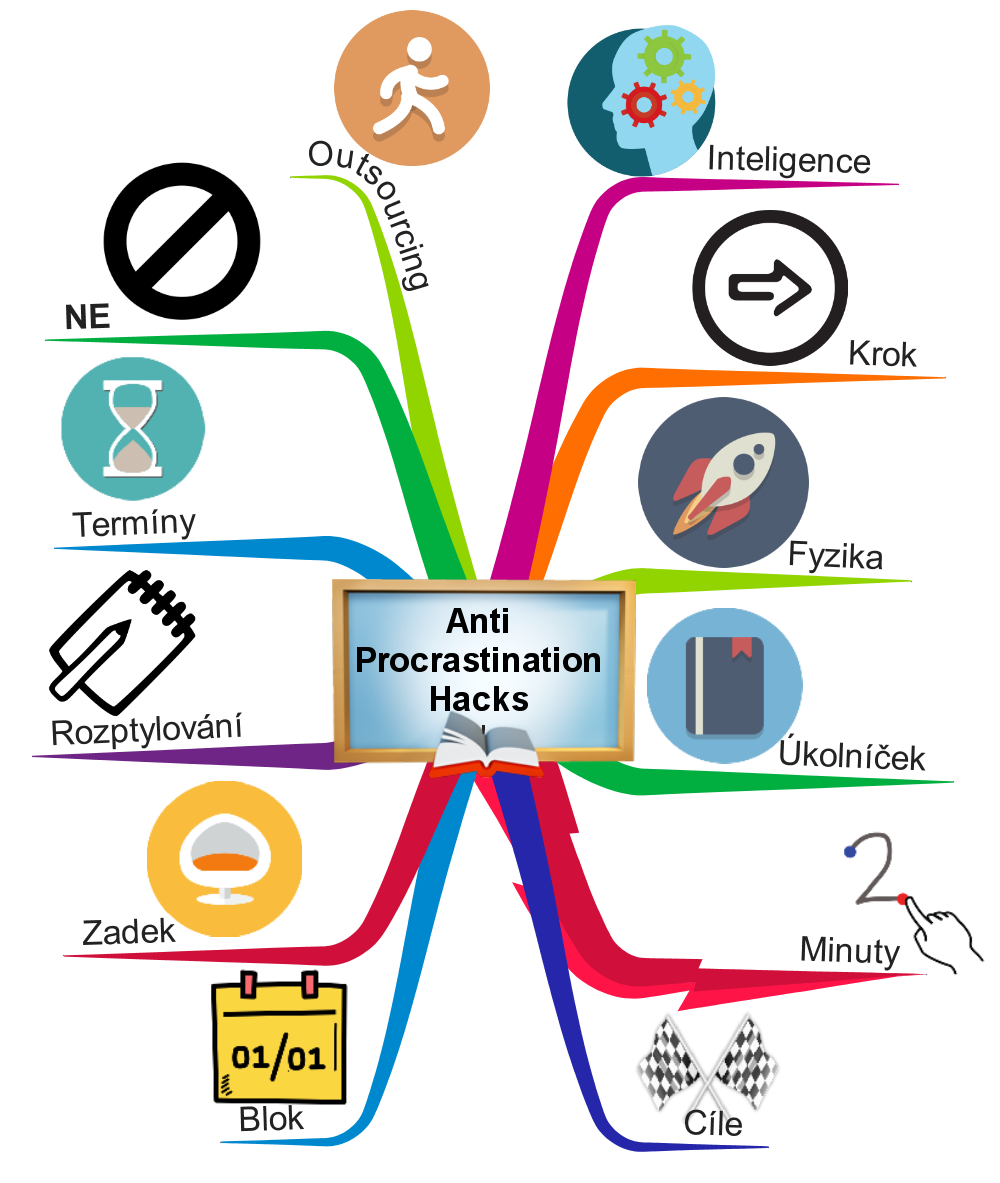 Anti
Procrastination
Hacks
Inteligence
Krok
Fyzika
Úkolníček
2
Minuty
Cíle
01/01
Blok
Zadek
Rozptylování
Termíny
NE
Outsourcing